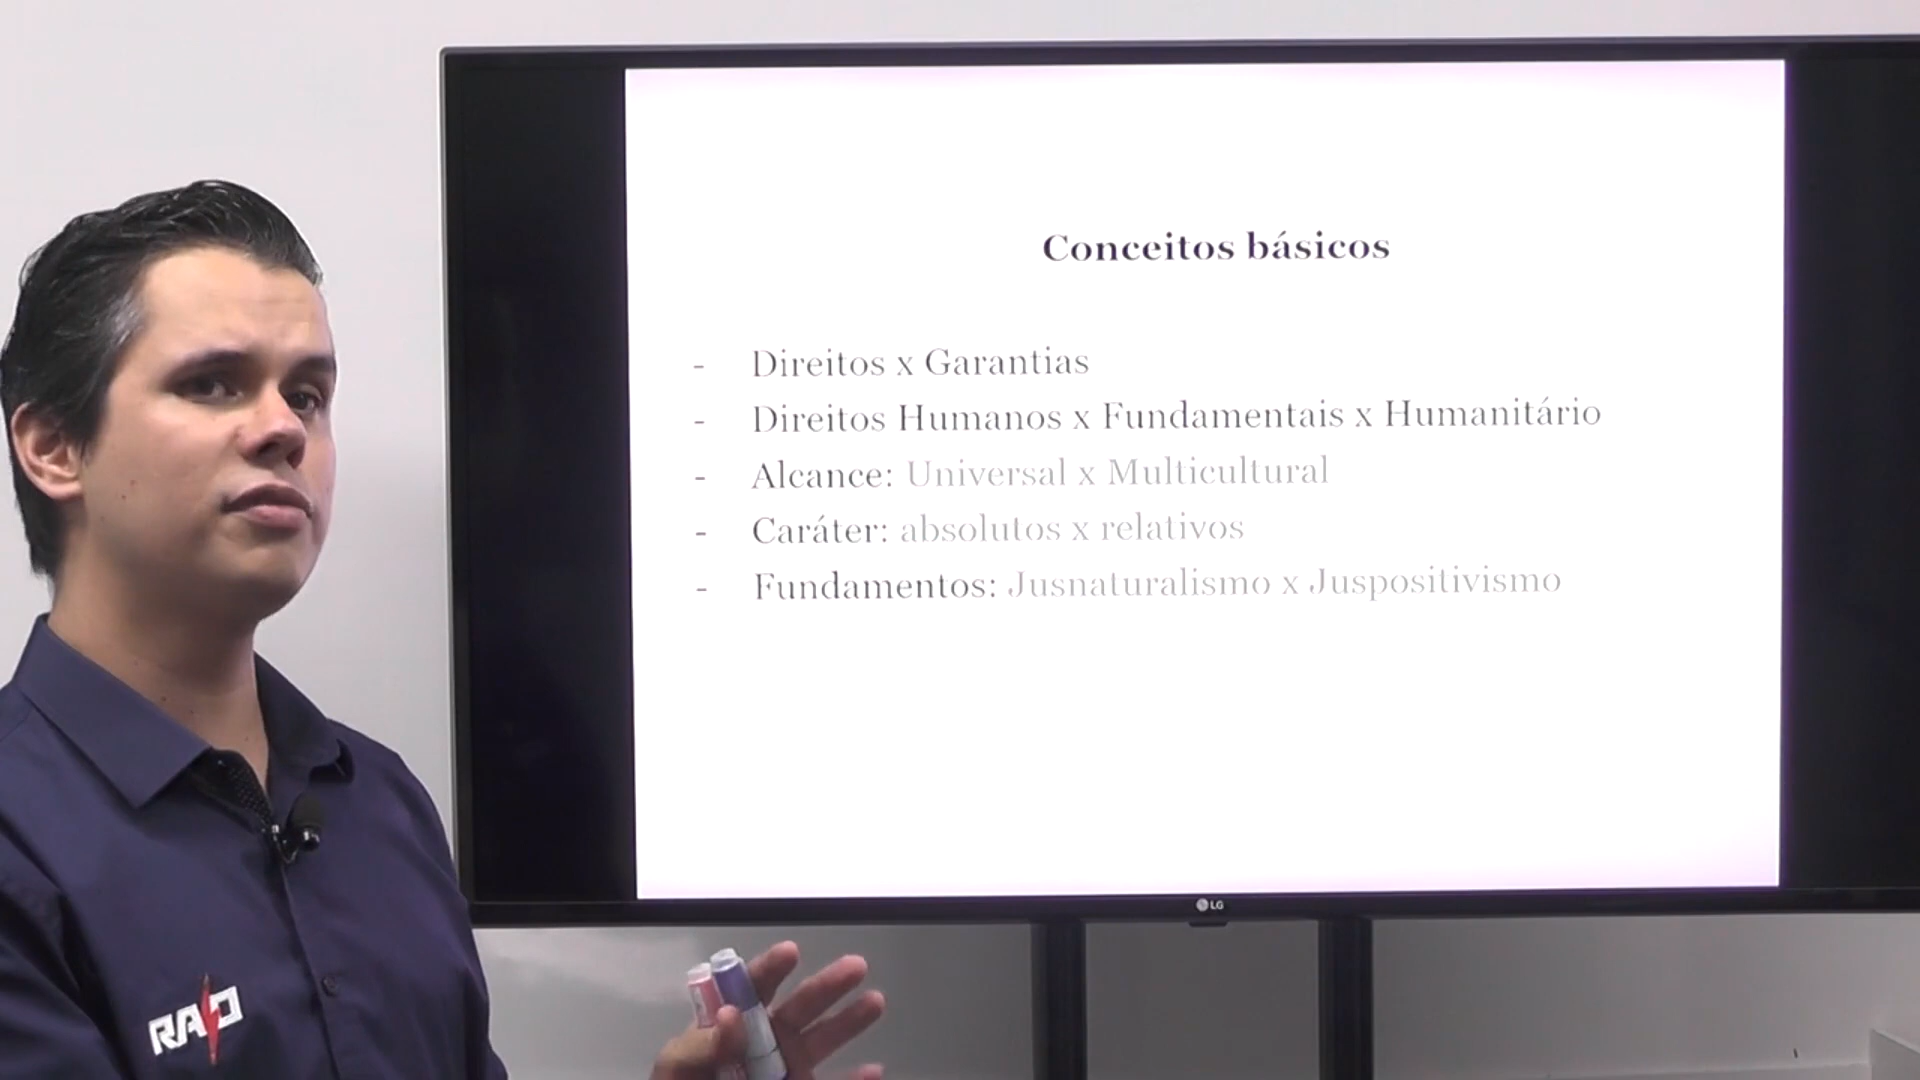 Conceitos básicos
- Direitos x Garantias
- Direitos Humanos x Fundamentais x Humanitário
- Alcance: Universal x Multicultural
- Caráter: absolutos x relativos
- Fundamentos: Jusnaturalismo x Juspositivismo
LG
RAIO